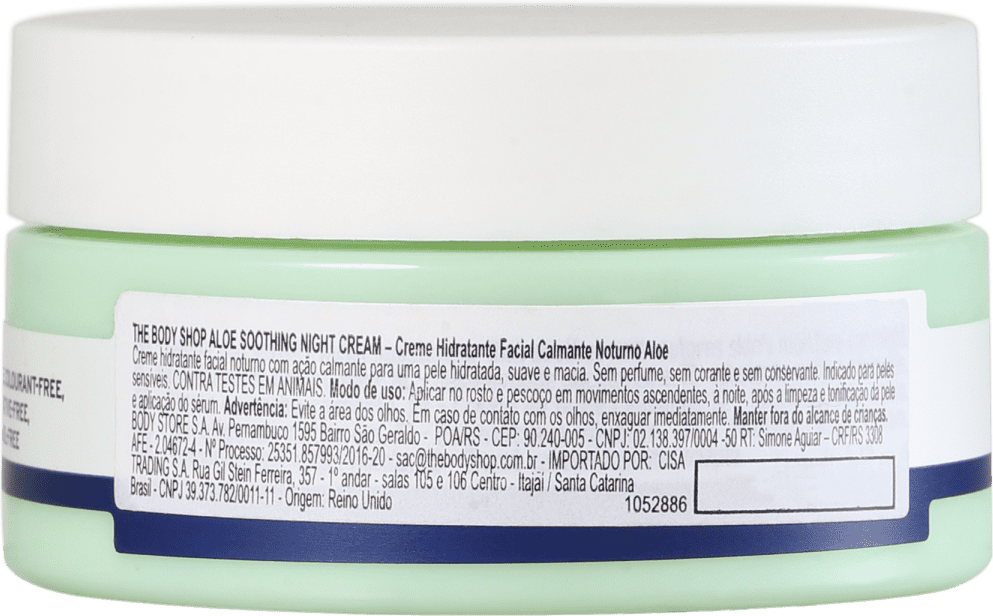 COLOURANT-FREE,
-FREE,
-FREE
THE BODY SHOP ALOE SOOTHING NIGHT CREAM – Creme Hidratante Facial Calmante Noturno Aloe
Creme hidratante facial noturno com ação calmante para uma pele hidratada, suave e macia. Sem perfume, sem corante e sem conservante. Indicado para peles
sensíveis. CONTRA TESTES EM ANIMAIS. Modo de uso: Aplicar no rosto e pescoço em movimentos ascendentes, à noite, após a limpeza e tonificação da pele
e aplicação do sérum. Advertência: Evite a área dos olhos. Em caso de contato com os olhos, enxaguar imediatamente. Manter fora do alcance de crianças.
BODY STORE S.A. Av. Pernambuco 1595 Bairro São Geraldo - POA/RS - CEP: 90.240-005 - CNPJ: 02.138.397/0004 -50 RT: Simone Aguiar – CRF/RS 3308
AFE - 2.04672-4 - Nº Processo: 25351.857993/2016-20 - sac@thebodyshop.com.br - IMPORTADO POR: CISA
TRADING S.A. Rua Gil Stein Ferreira, 357 - 1º andar - salas 105 e 106 Centro - Itajaí / Santa Catarina
Brasil - CNPJ 39.373.782/0011-11 - Origem: Reino Unido
1052886